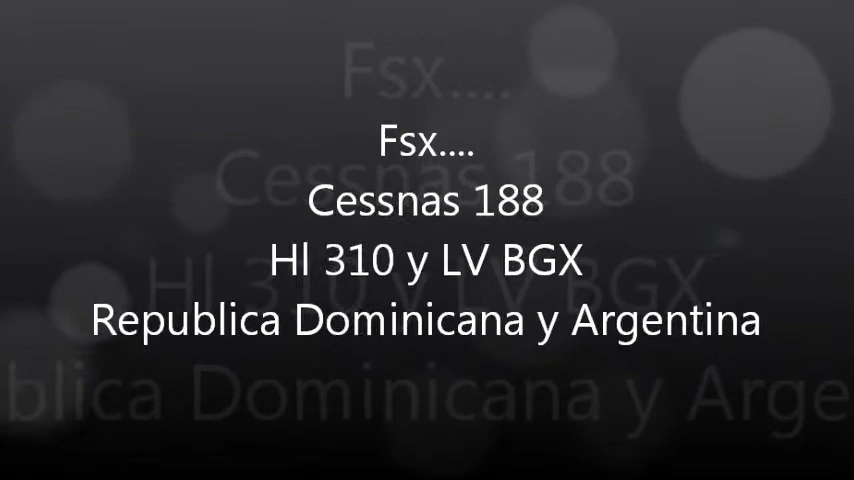 Fsx....
Cessnas 188
Hl 310 y LV BGX
Republica Dominicana y Argentina